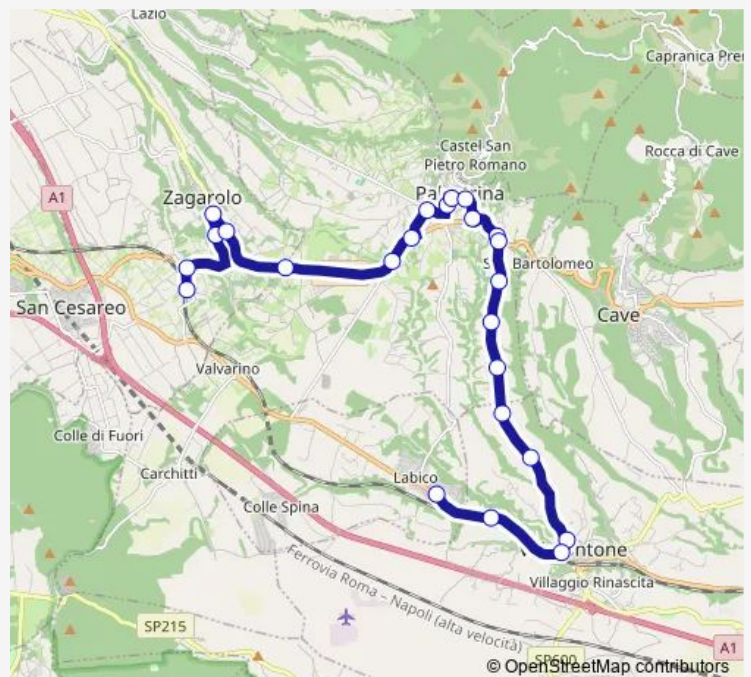 Lazio
Capranica Pre
Castel San
Pietro Romano
Rocca di Cave
A1
Zagarolo
Bartolomeo
San Cesareo
Cave
Valvarino
Colle di Fuori
Labico
Carchitti
Colle Spina
Villaggio Rinascita
Ferrovia Roma - Napoli (alta velocità)
SP215
A1
© OpenStreetMap contributors